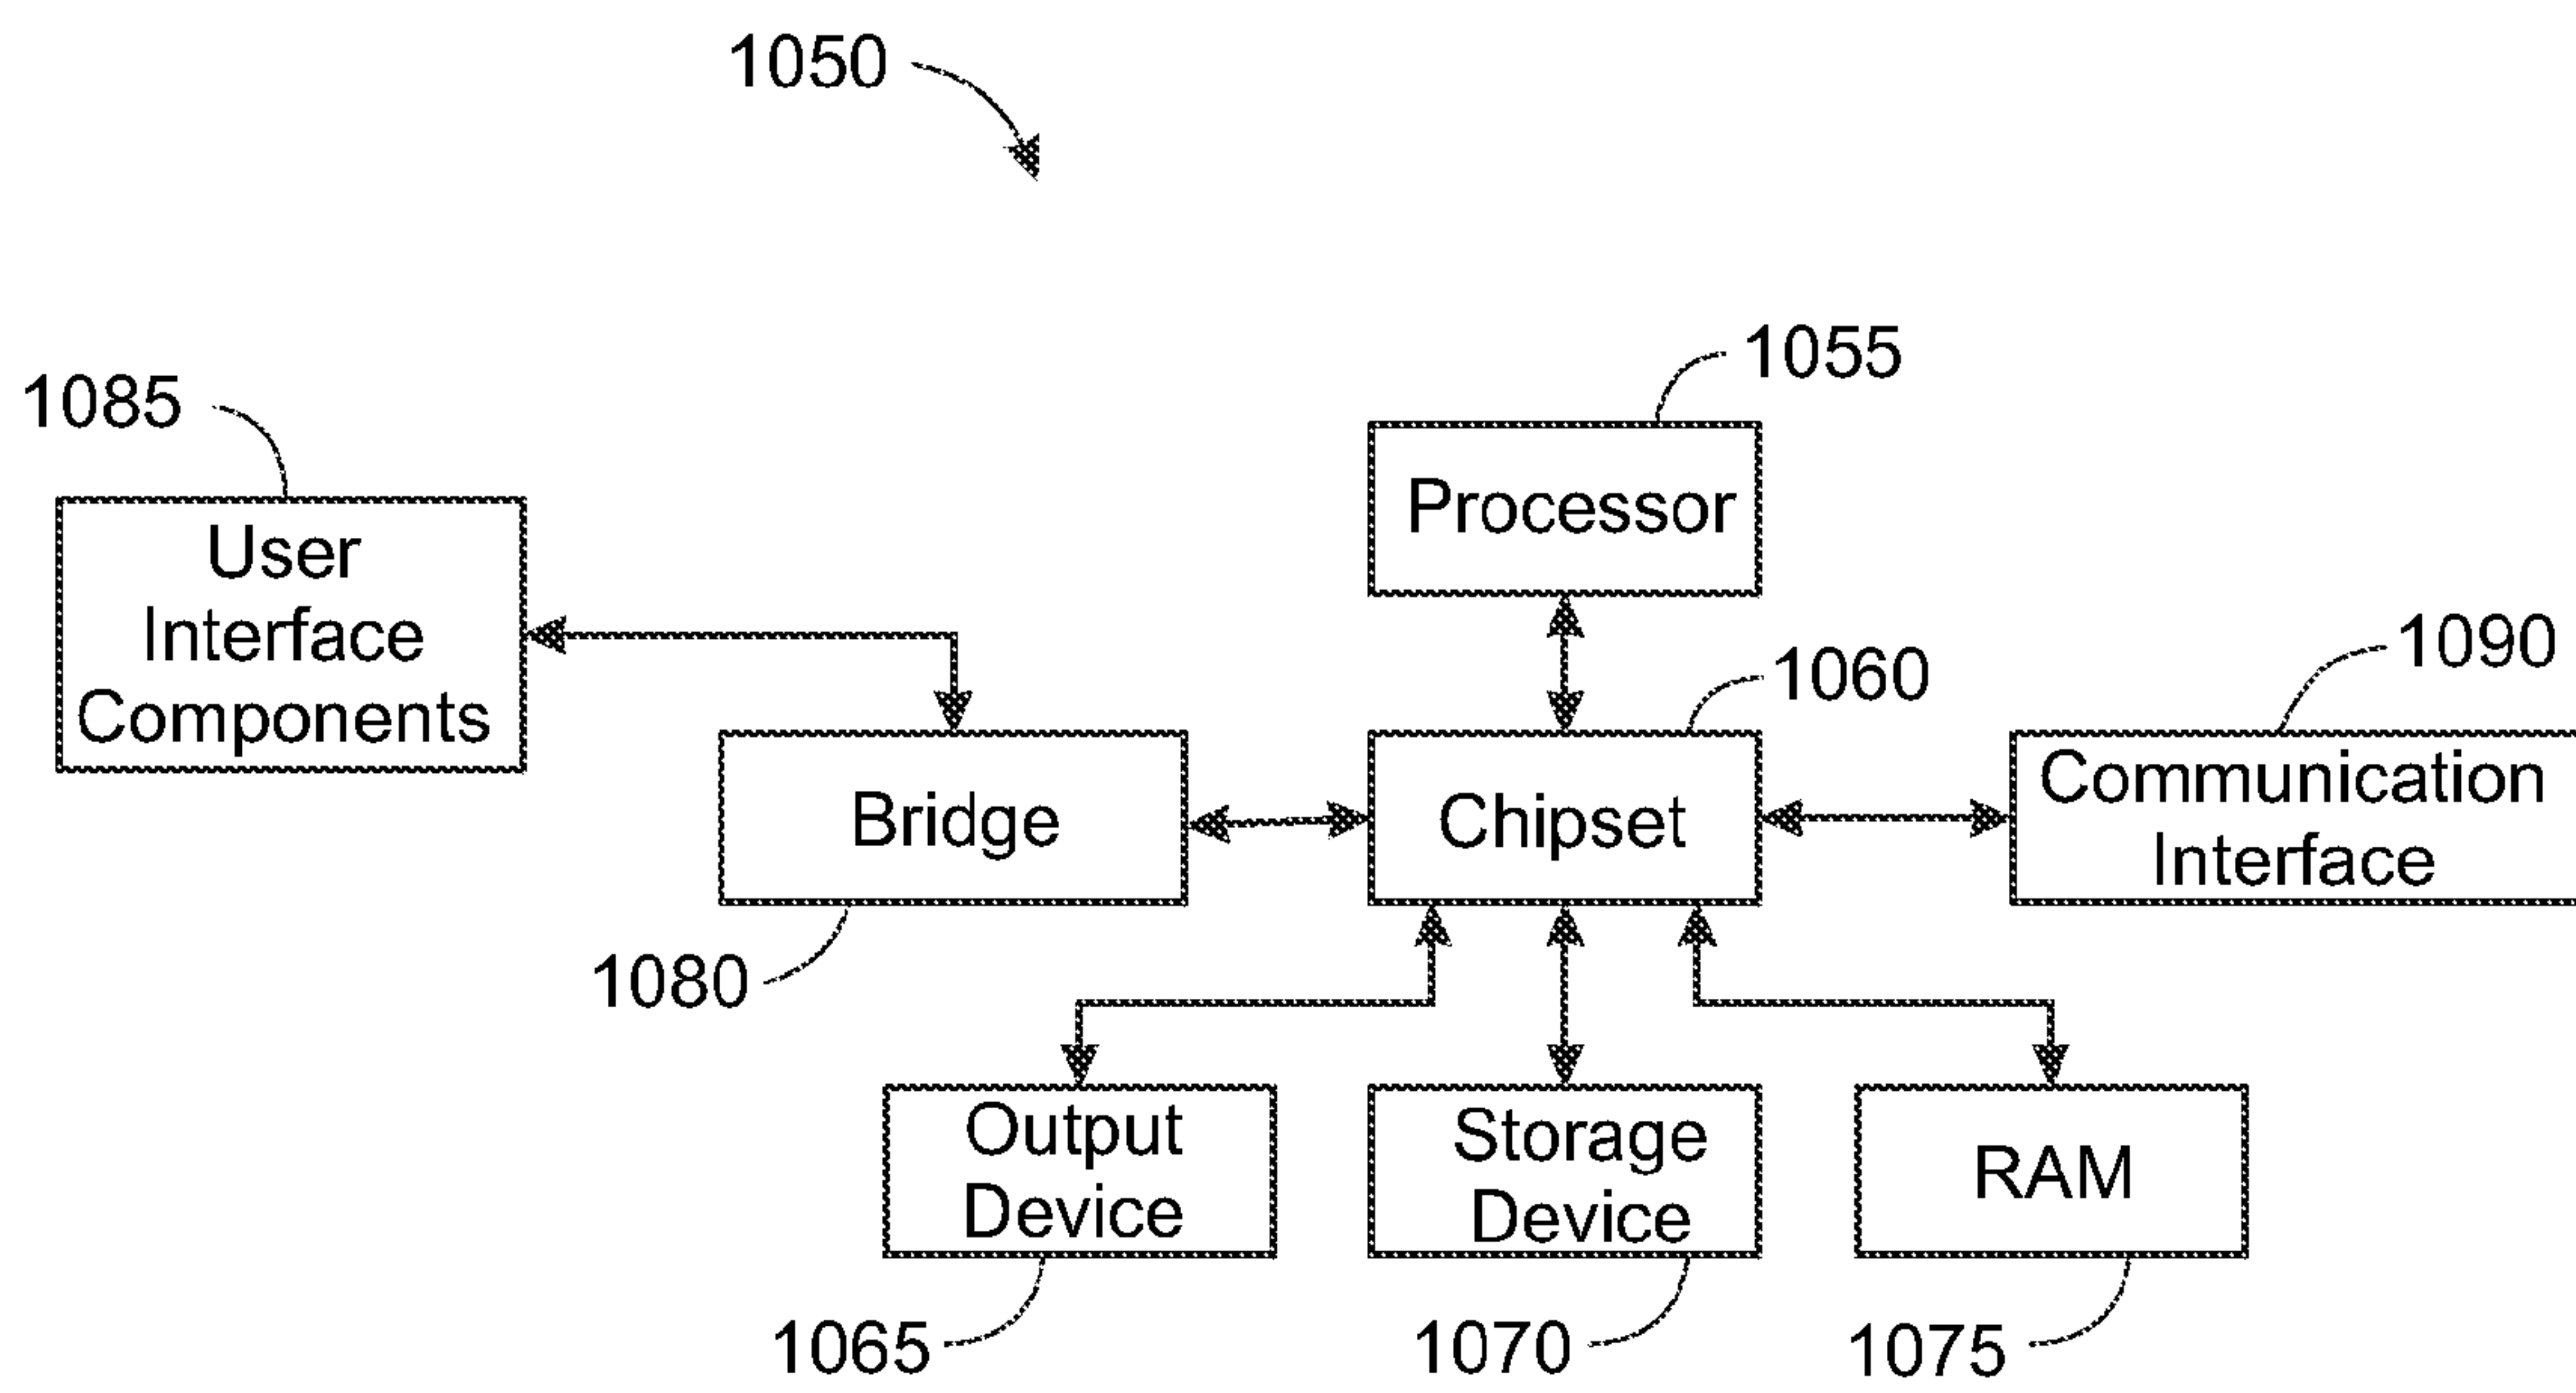 1050
1055
1085
Processor
User
Interface
Components
1090
1060
Bridge
Chipset
Communication
Interface
1080
Output
Device
Storage
Device
RAM
1065
1070
1075